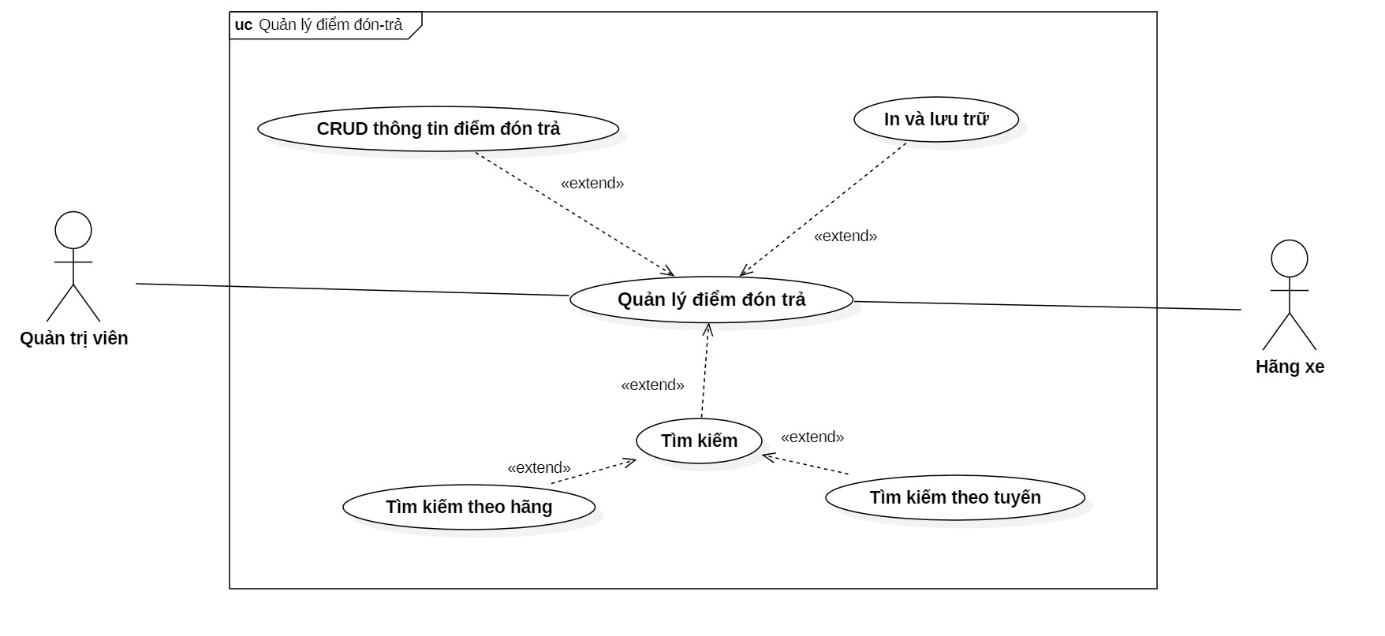 uc Quản lý điểm đón-trả
CRUD thông tin điểm đón trả
In và lưu trữ
«extend»
«extend»
Quản lý điểm đón trả
Quản trị viên
Hãng xe
«extend»
Tìm kiếm
«extend»
«extend»
Tìm kiếm theo hãng
Tìm kiếm theo tuyến